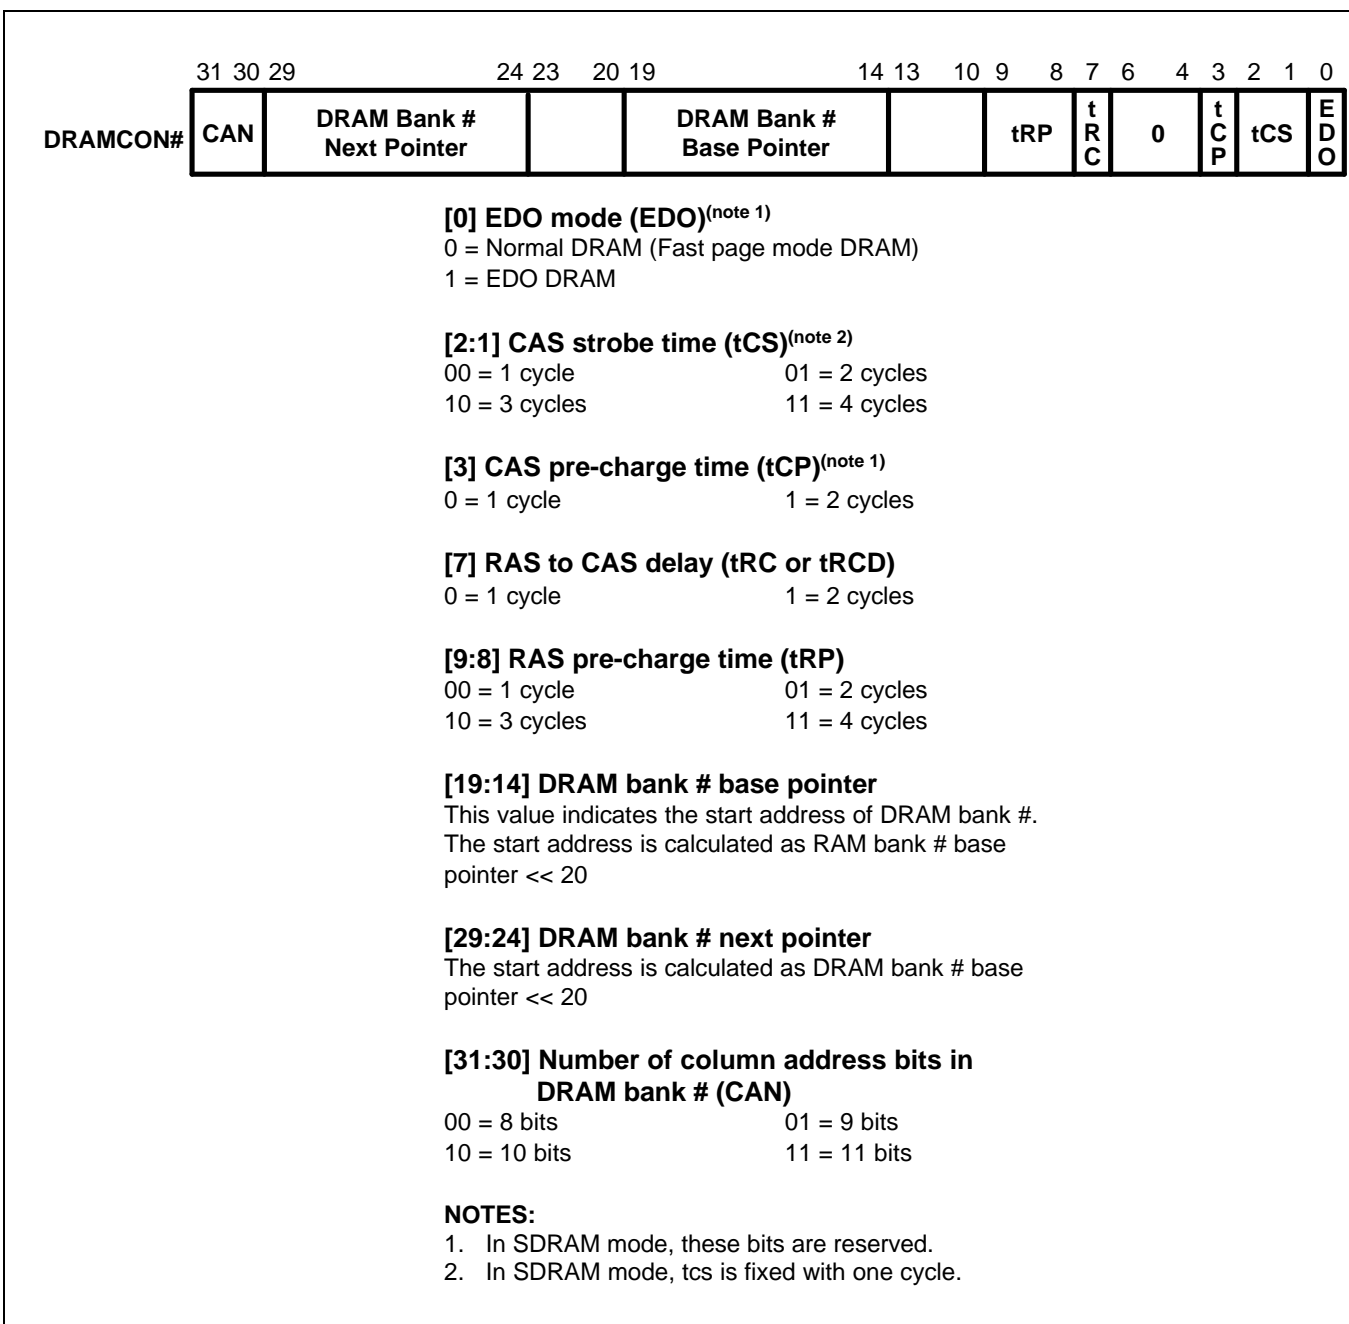 31 30 29 24 23 20 19 14 13 10 9 8 7 6 4 3 2 1 0
DRAMCON# CAN DRAM Bank # Next Pointer DRAM Bank # Base Pointer tRP tRC 0 tCP tCS EDO
[0] EDO mode (EDO)(note 1)
0 = Normal DRAM (Fast page mode DRAM)
1 = EDO DRAM
[2:1] CAS strobe time (tCS)(note 2)
00 = 1 cycle 01 = 2 cycles
10 = 3 cycles 11 = 4 cycles
[3] CAS pre-charge time (tCP)(note 1)
0 = 1 cycle 1 = 2 cycles
[7] RAS to CAS delay (tRC or tRCD)
0 = 1 cycle 1 = 2 cycles
[9:8] RAS pre-charge time (tRP)
00 = 1 cycle 01 = 2 cycles
10 = 3 cycles 11 = 4 cycles
[19:14] DRAM bank # base pointer
This value indicates the start address of DRAM bank #.
The start address is calculated as RAM bank # base
pointer << 20
[29:24] DRAM bank # next pointer
The start address is calculated as DRAM bank # base
pointer << 20
[31:30] Number of column address bits in
DRAM bank # (CAN)
00 = 8 bits 01 = 9 bits
10 = 10 bits 11 = 11 bits
NOTES:
1. In SDRAM mode, these bits are reserved.
2. In SDRAM mode, tcs is fixed with one cycle.